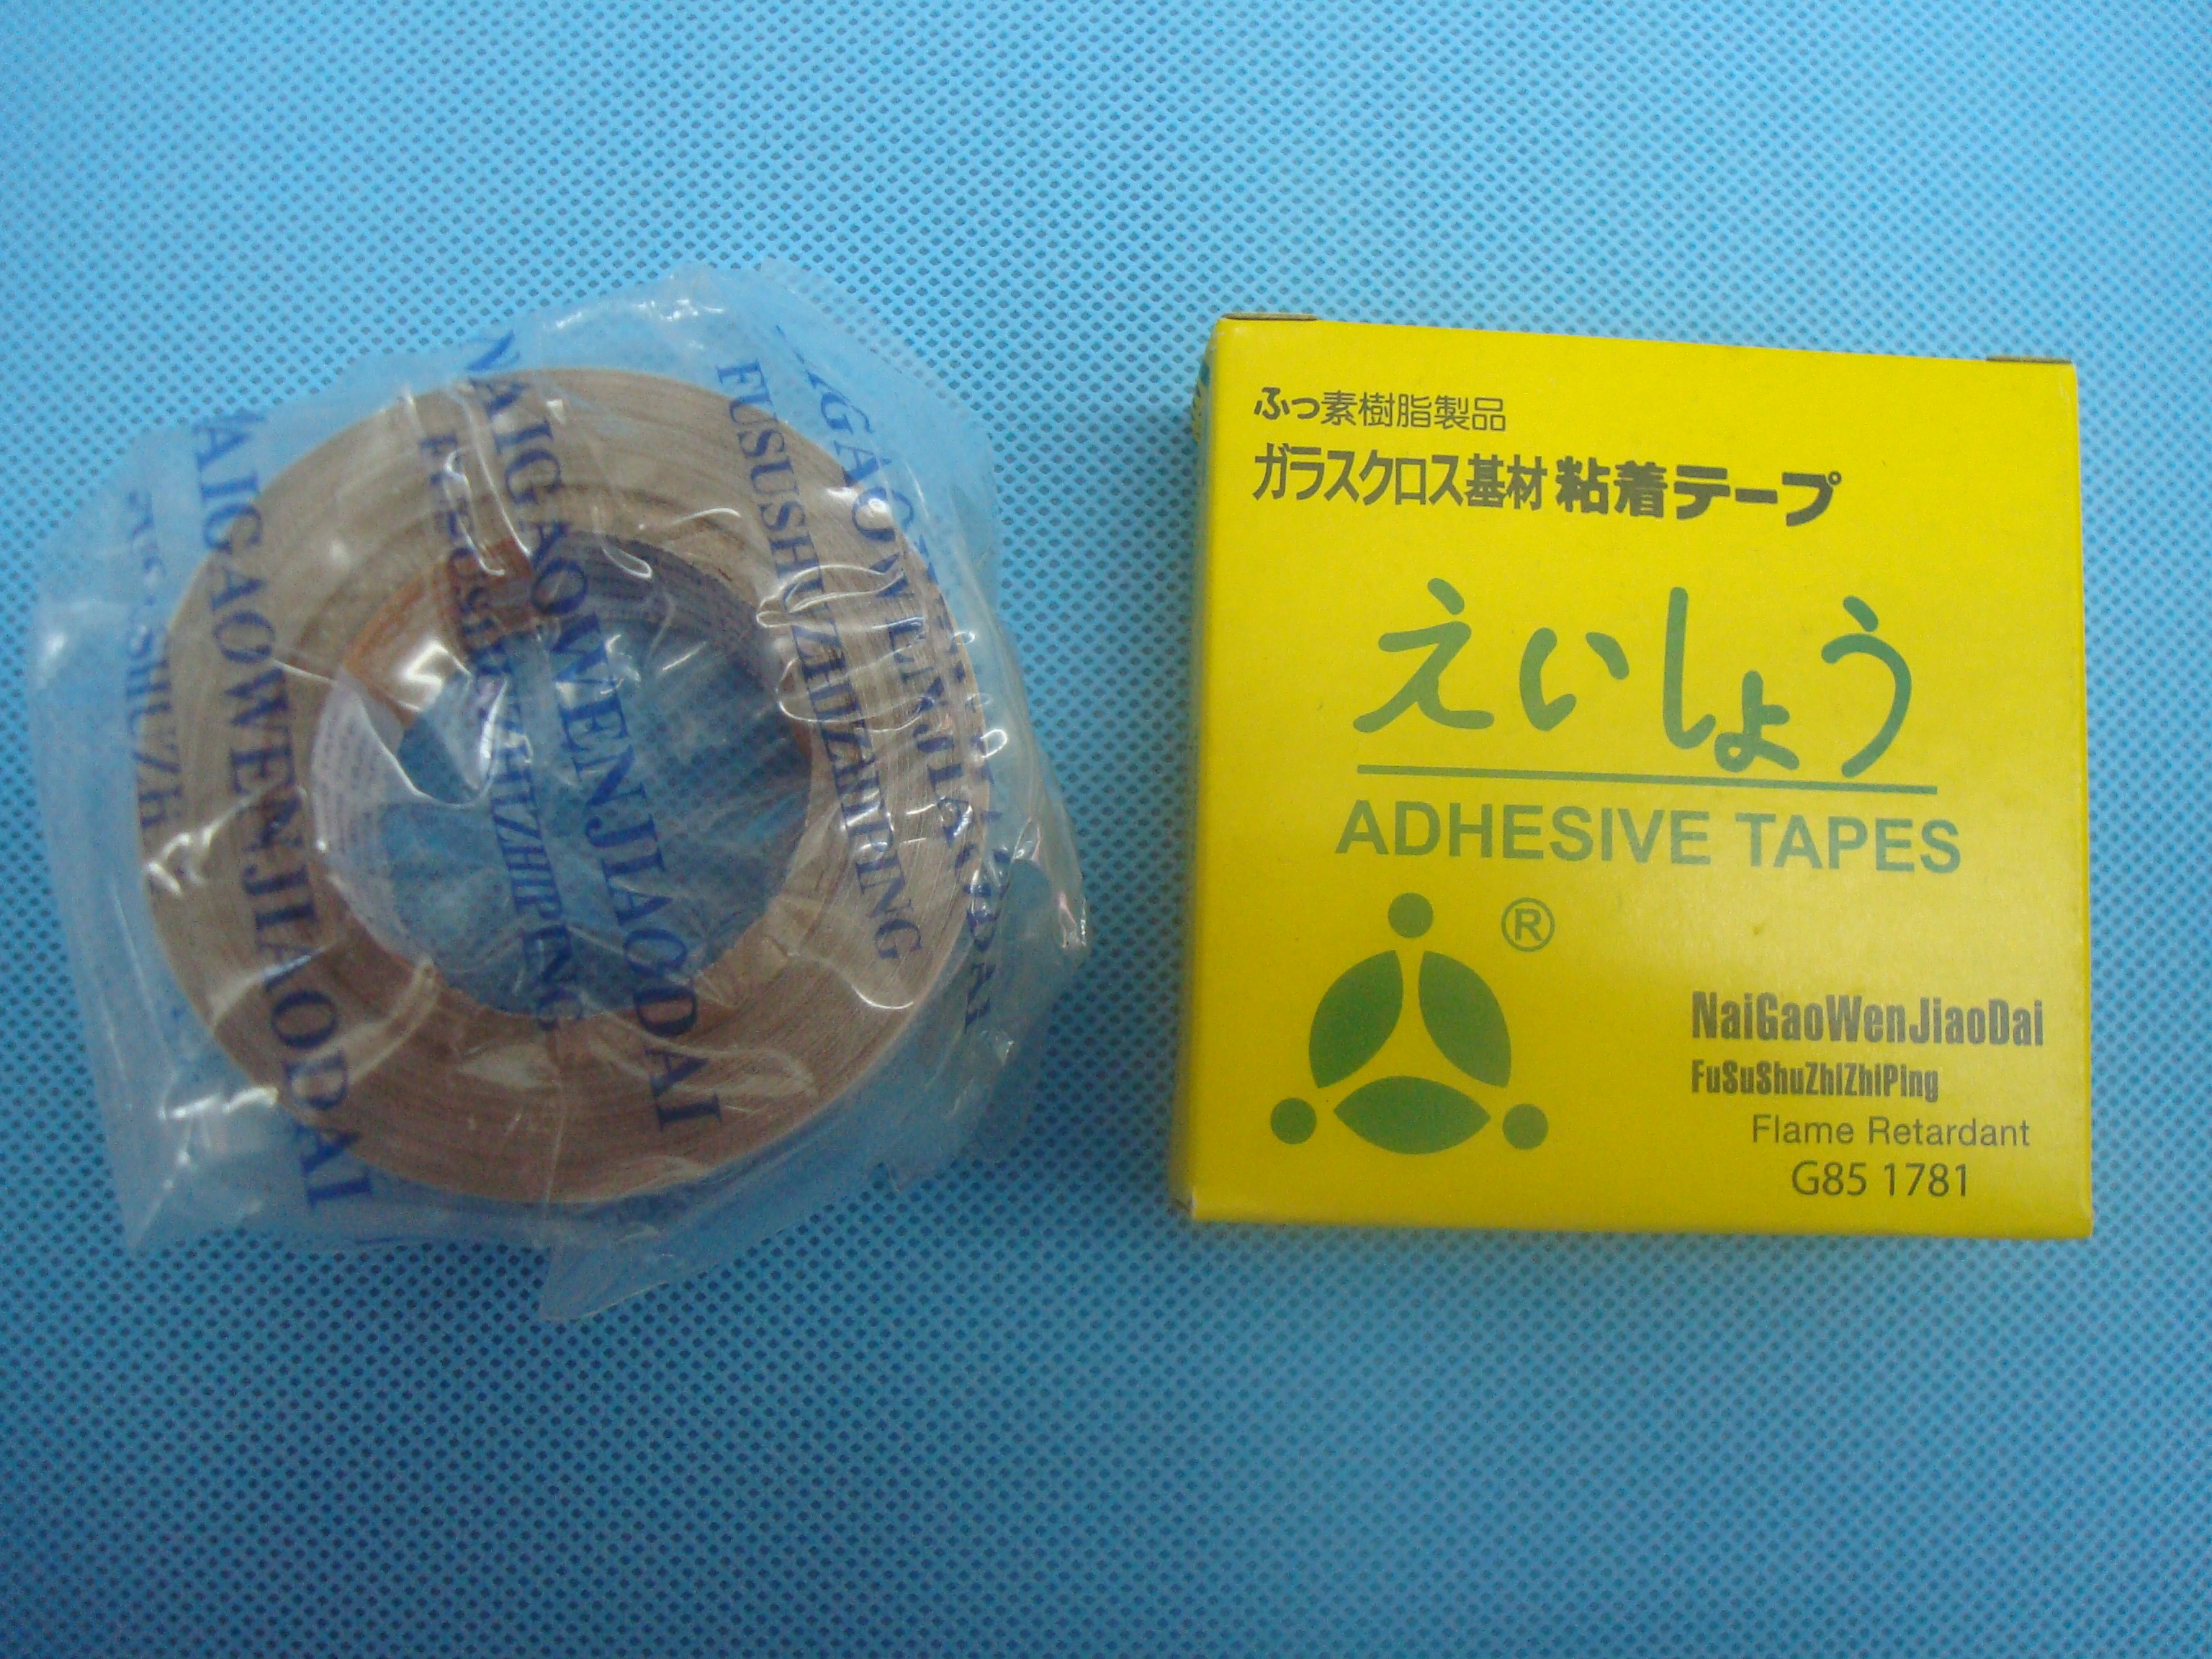 AIGAOWENJIAODAI
NAIGAOWENJIAODAI
FUSUSHUZHIZHIPING
ふっ素樹脂製品
ガラスクロス基材 粘着テープ
えいしょう
ADHESIVE TAPES
®
NaiGaoWenJiaoDai
FuSuShuZhiZhiPing
Flame Retardant
G85 1781